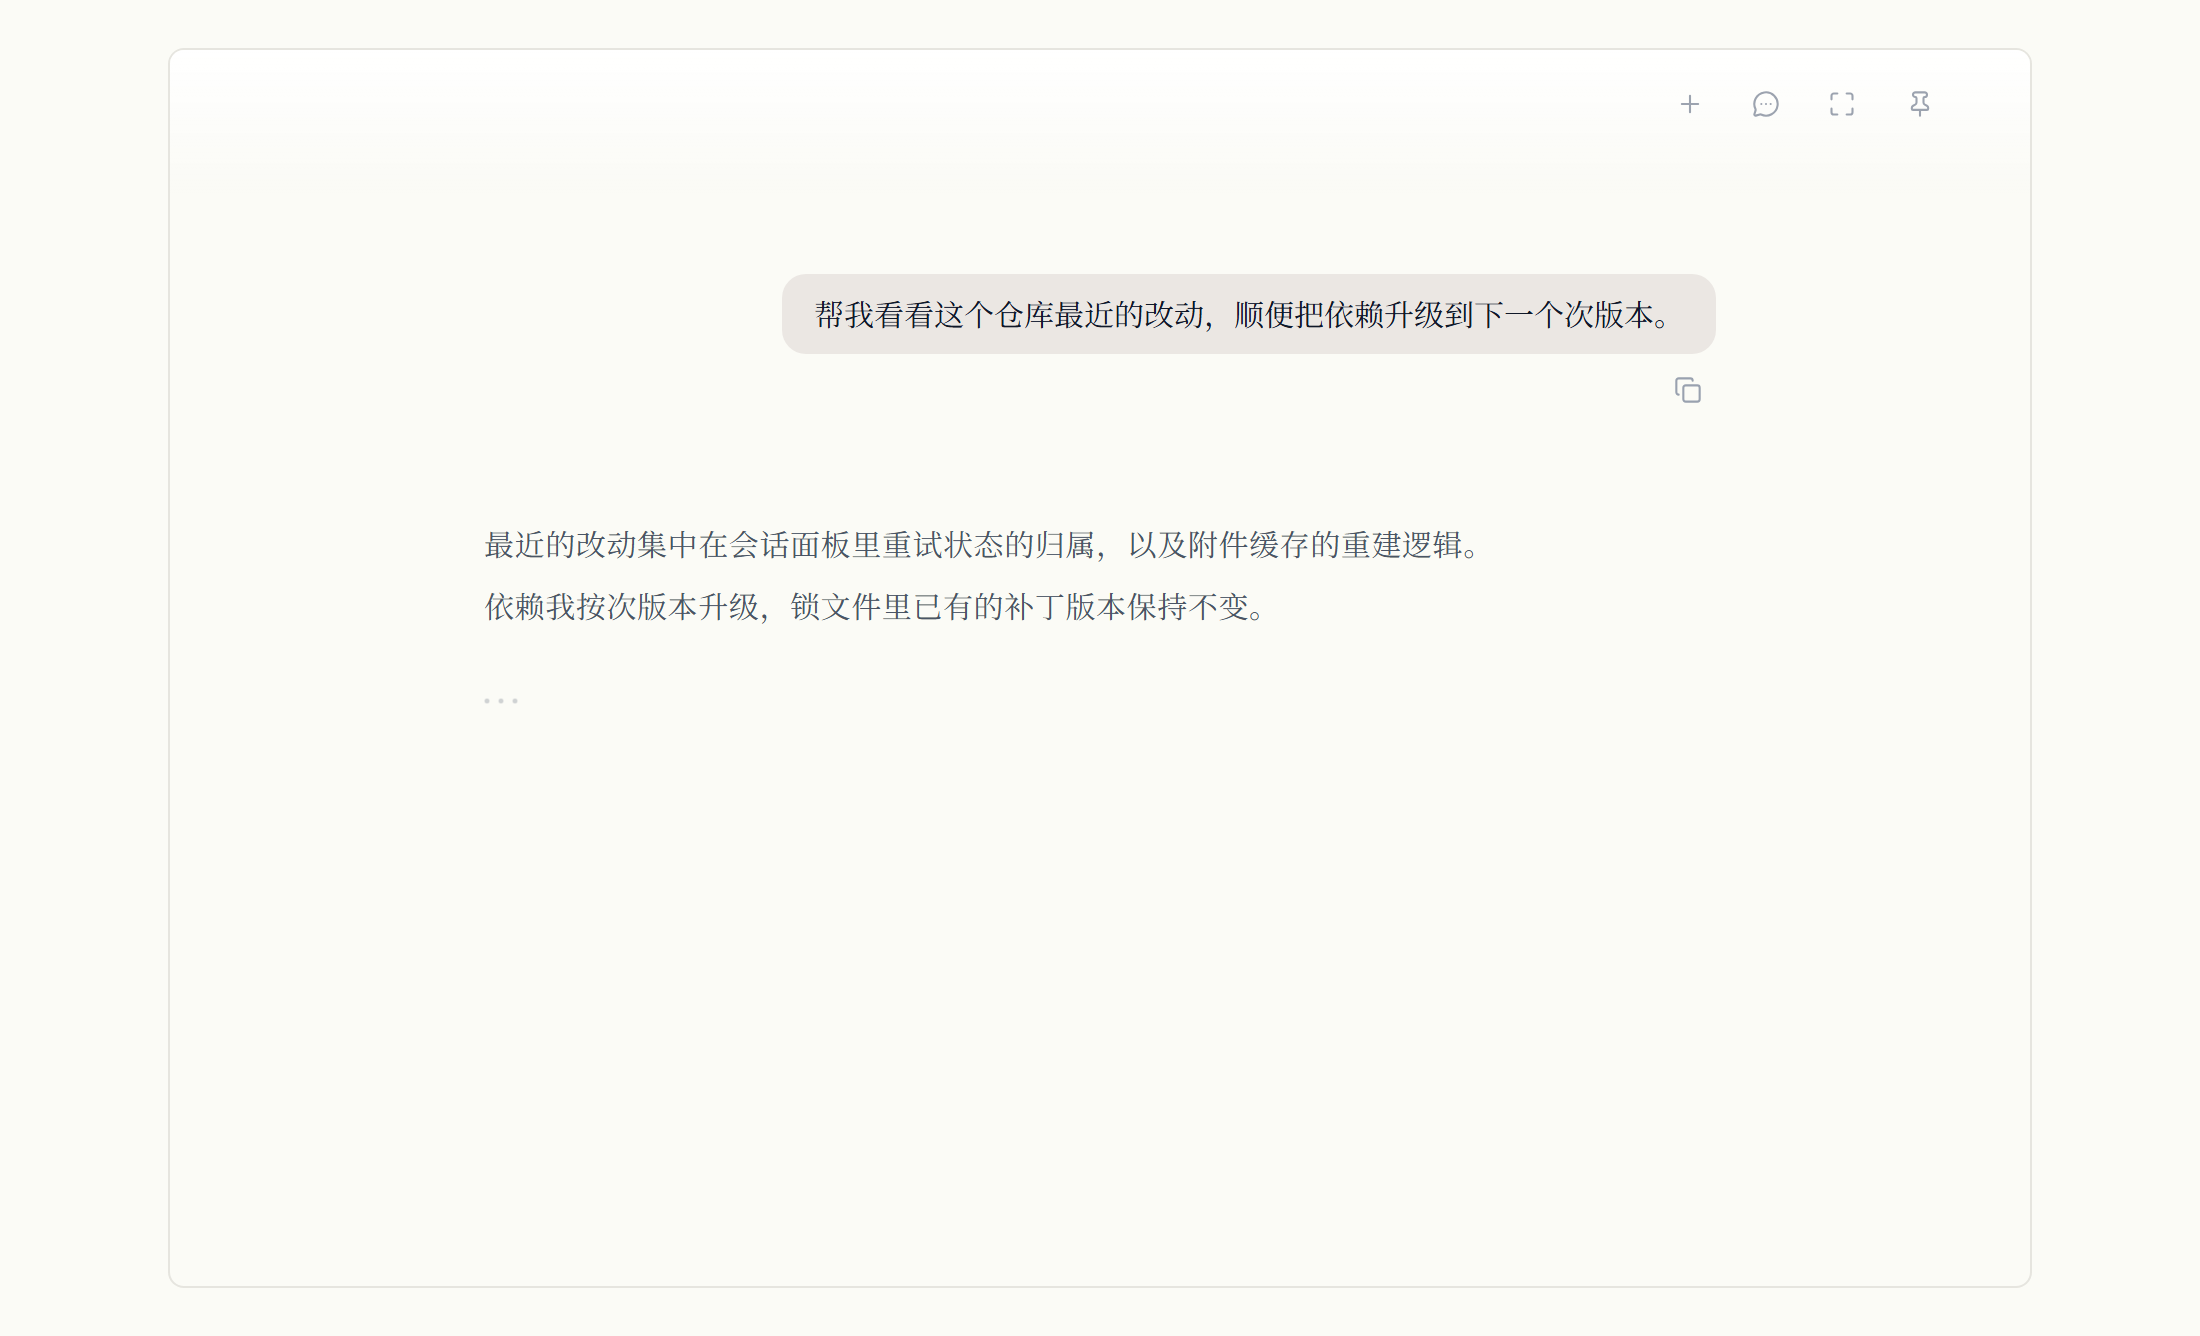 帮我看看这个仓库最近的改动，顺便把依赖升级到下一个次版本。
最近的改动集中在会话面板里重试状态的归属，以及附件缓存的重建逻辑。
依赖我按次版本升级，锁文件里已有的补丁版本保持不变。